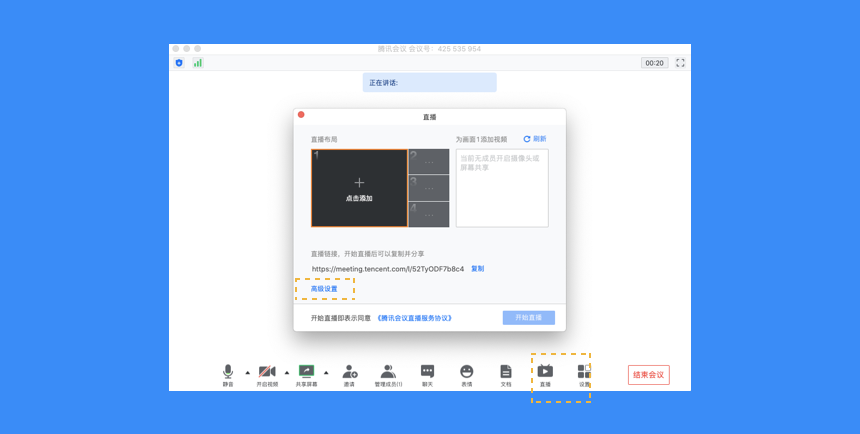 腾讯会议 会议号：425 535 954
00:20
正在讲话:
直播
直播布局
为画面1添加视频
刷新
1
点击添加
2
...
3
...
4
...
当前无成员开启摄像头或
屏幕共享
直播链接，开始直播后可以复制并分享
https://meeting.tencent.com/l/52TyODF7b8c4 复制
高级设置
开始直播即表示同意 《腾讯会议直播服务协议》
开始直播
静音
开启视频
共享屏幕
邀请
管理成员(1)
聊天
表情
文档
直播
设置
结束会议